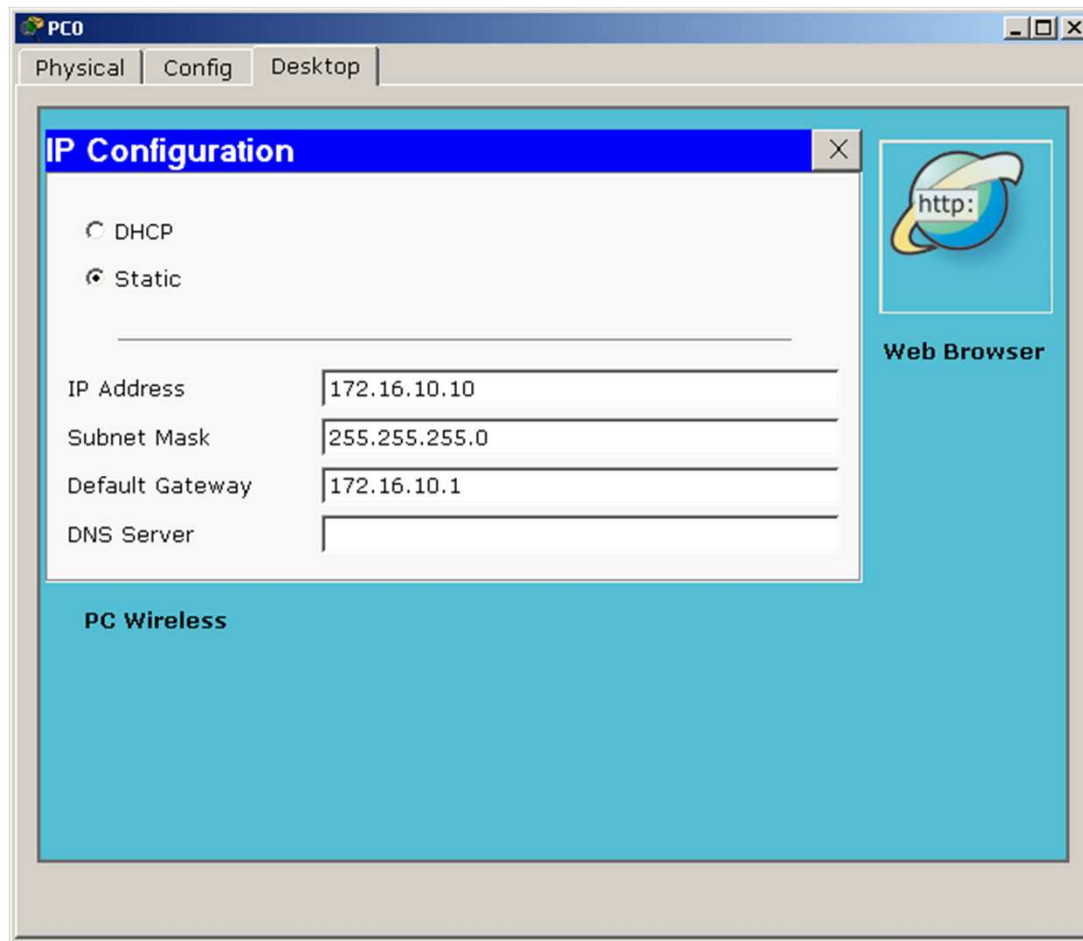 PC0
Physical Config Desktop
IP Configuration
http:
DHCP
Static
Web Browser
IP Address 172.16.10.10
Subnet Mask 255.255.255.0
Default Gateway 172.16.10.1
DNS Server
PC Wireless